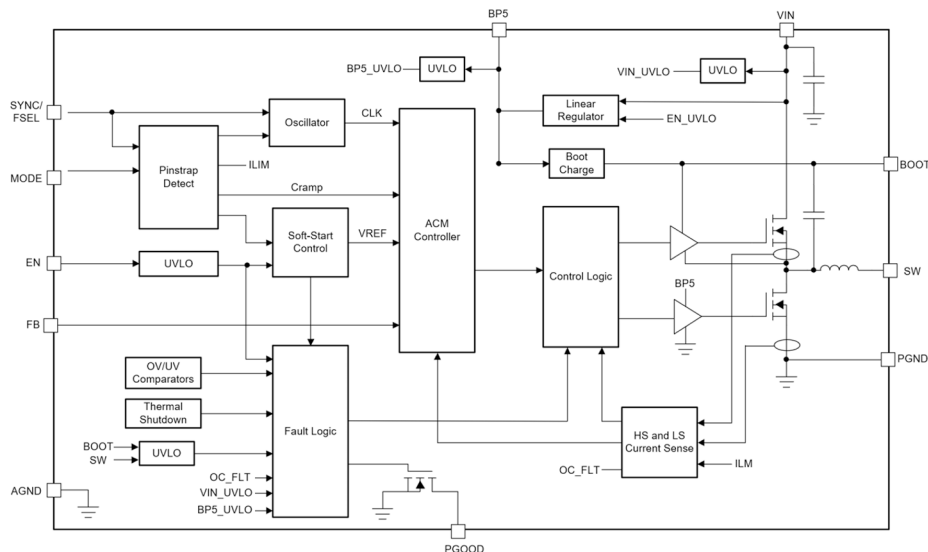 BP5
VIN
BP5_UVLO
UVLO
VIN_UVLO
UVLO
SYNC/
FSEL
Oscillator
CLK
Linear
Regulator
EN_UVLO
Pinstrap
Detect
ILIM
Boot
Charge
BOOT
MODE
Cramp
ACM
Controller
Soft-Start
Control
VREF
Control Logic
EN
UVLO
SW
BP5
FB
PGND
OV/UV
Comparators
Thermal
Shutdown
Fault Logic
HS and LS
Current Sense
BOOT
SW
UVLO
OC_FLT
ILM
OC_FLT
VIN_UVLO
BP5_UVLO
AGND
PGOOD